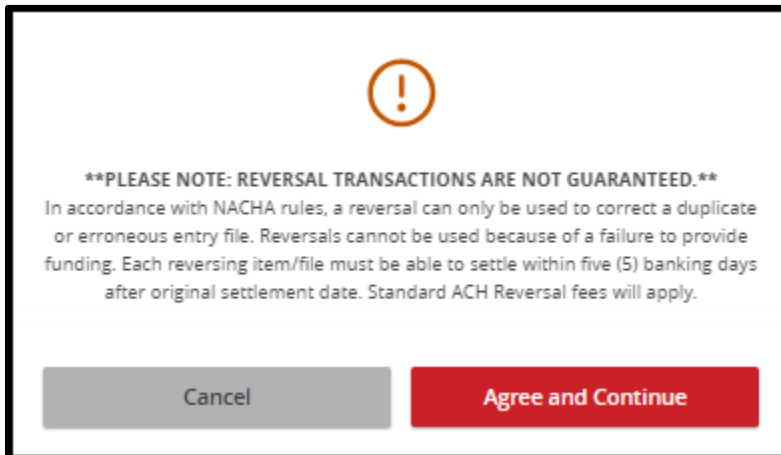 **PLEASE NOTE: REVERSAL TRANSACTIONS ARE NOT GUARANTEED.**
In accordance with NACHA rules, a reversal can only be used to correct a duplicate
or erroneous entry file. Reversals cannot be used because of a failure to provide
funding. Each reversing item/file must be able to settle within five (5) banking days
after original settlement date. Standard ACH Reversal fees will apply.
Cancel
Agree and Continue